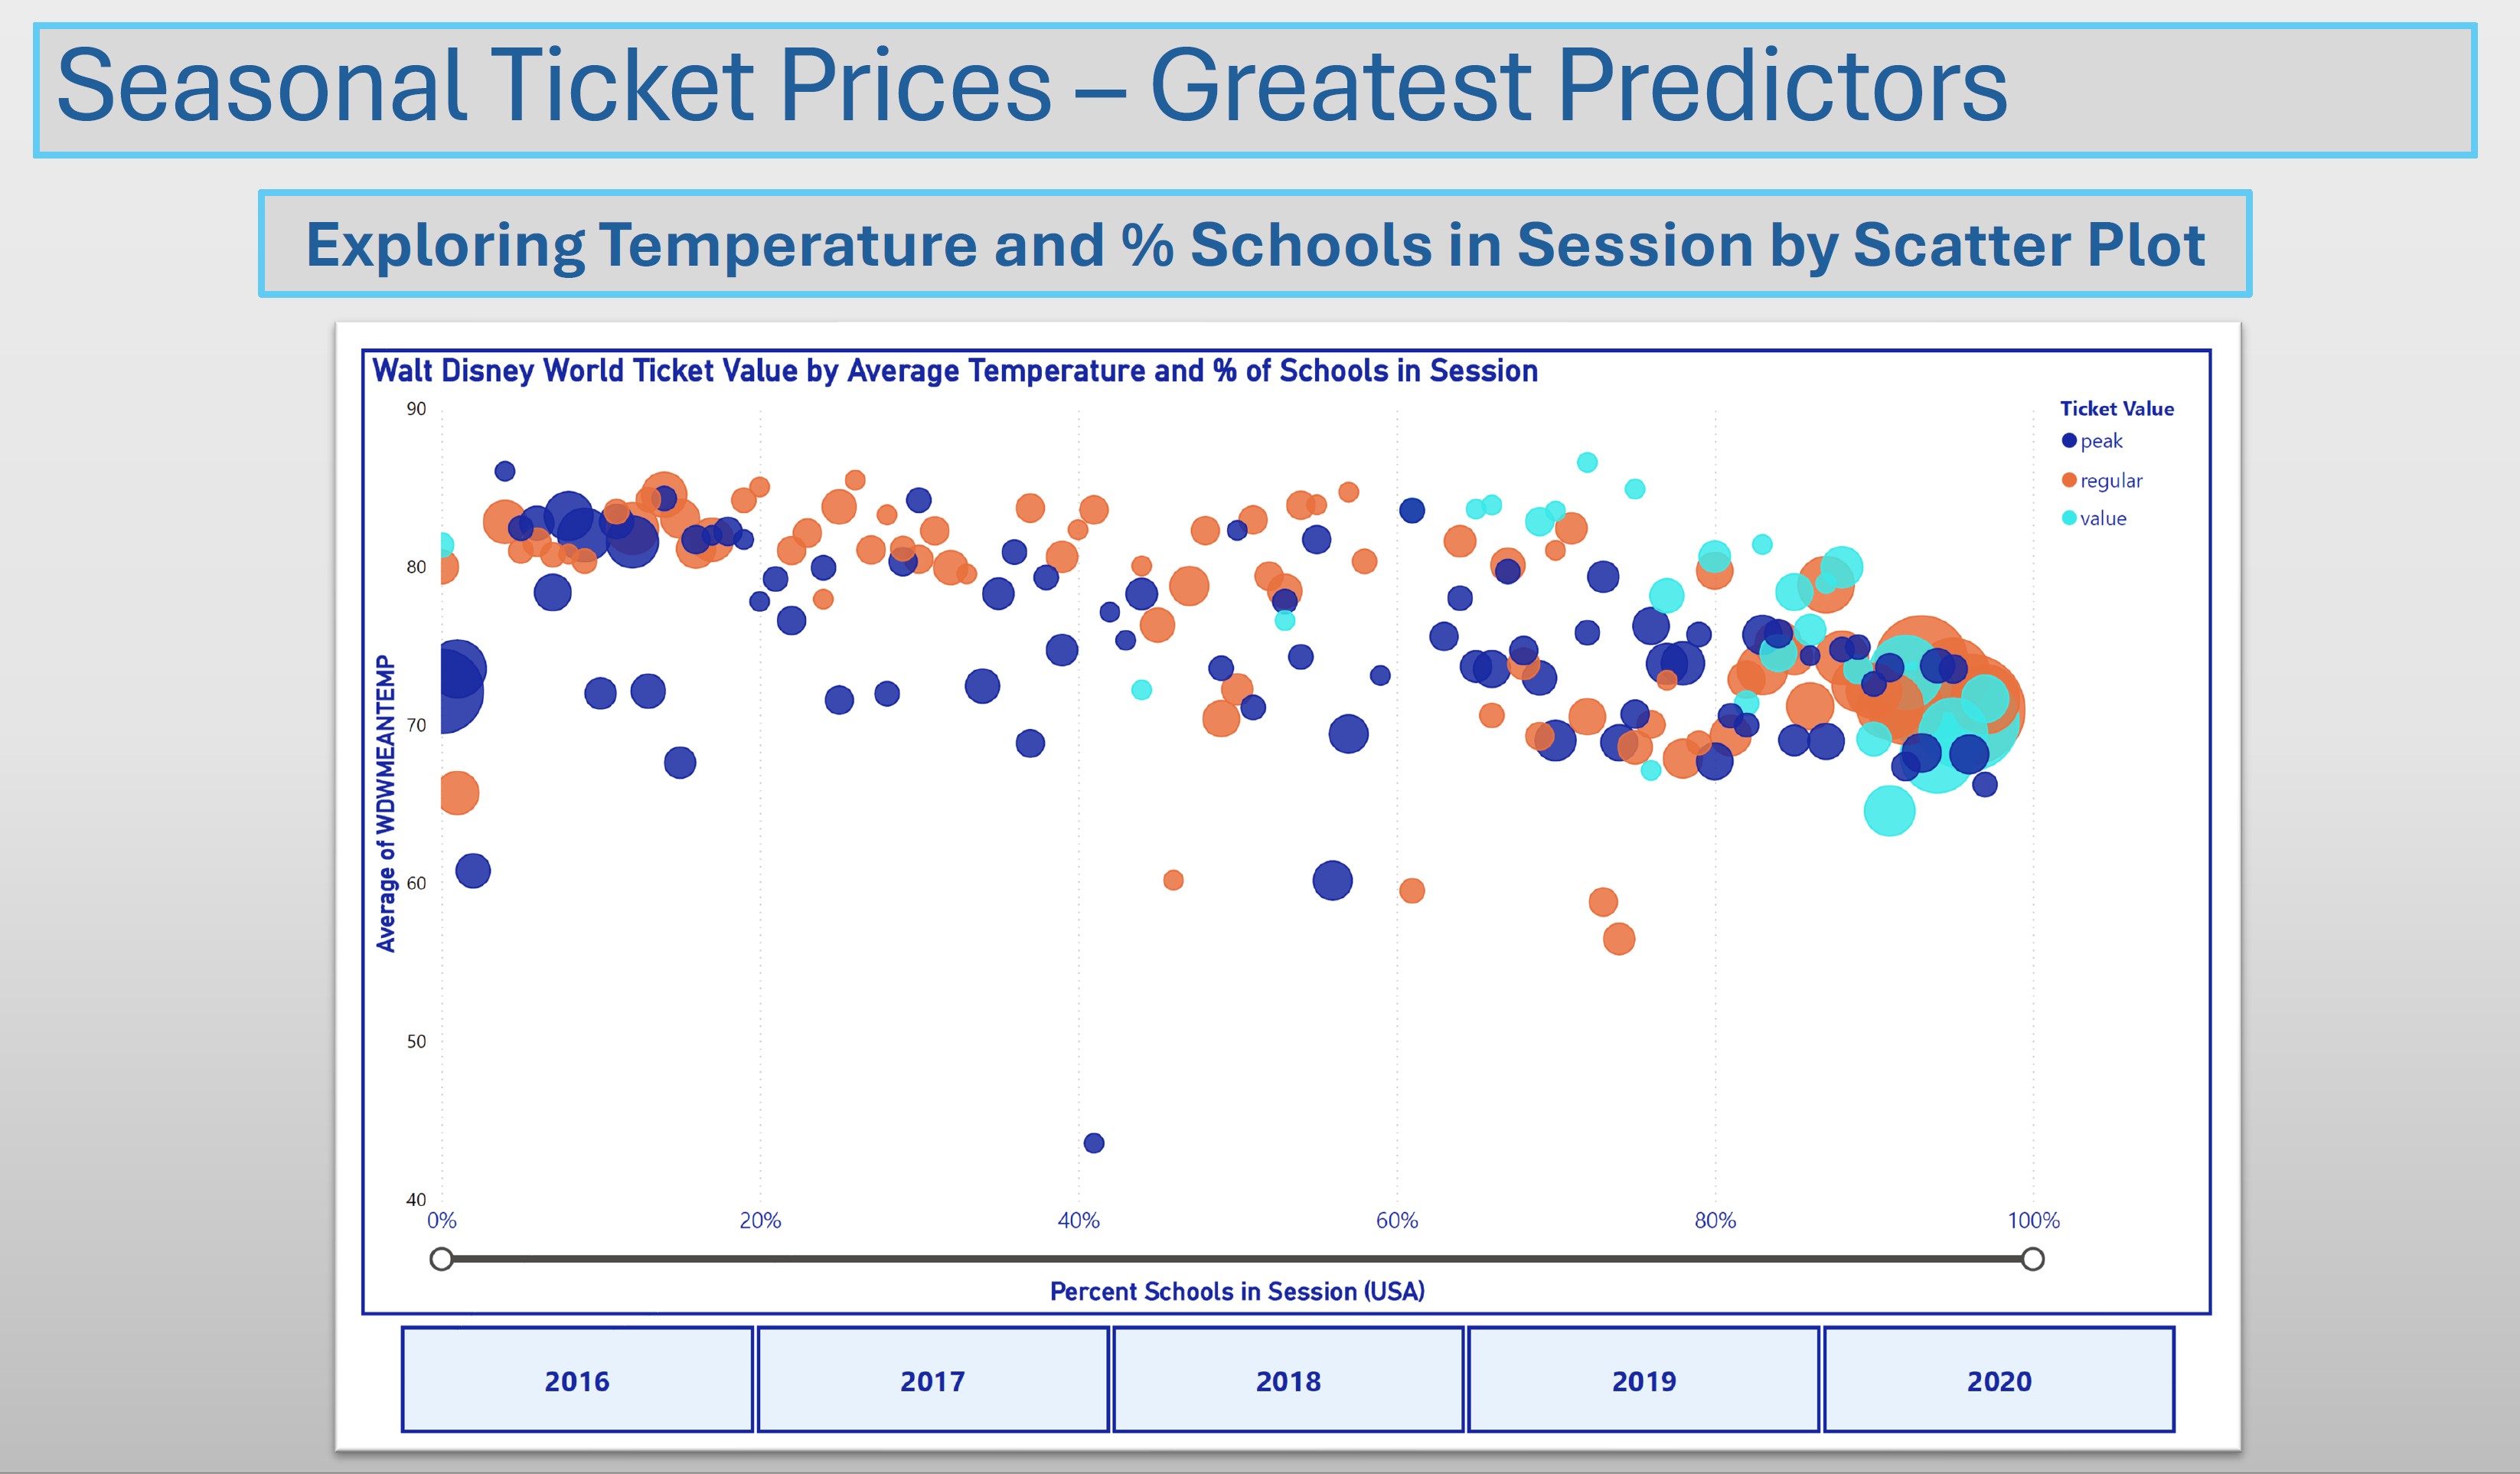 Seasonal Ticket Prices – Greatest Predictors
Exploring Temperature and % Schools in Session by Scatter Plot
Walt Disney World Ticket Value by Average Temperature and % of Schools in Session
Ticket Value
peak
regular
value
Average of WDWMEANTEMP
90
80
70
60
50
40
0% 20% 40% 60% 80% 100%
Percent Schools in Session (USA)
2016 2017 2018 2019 2020